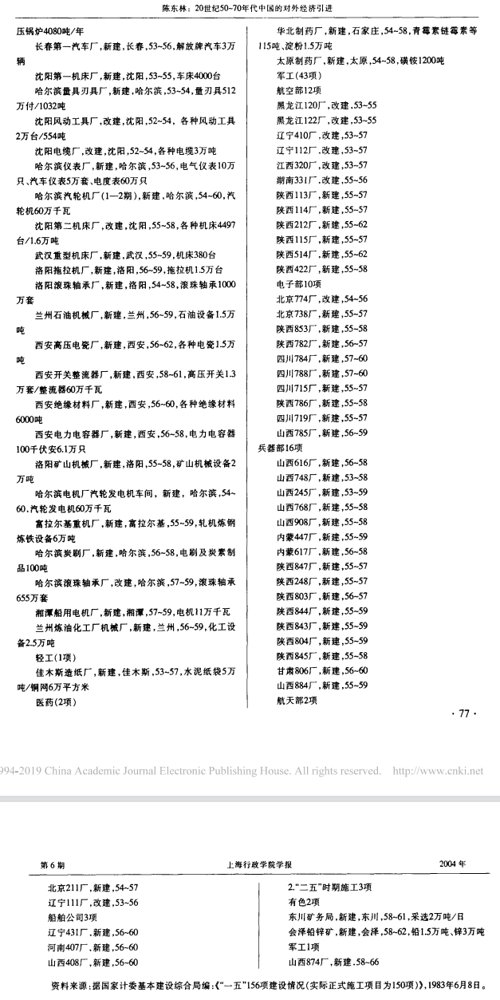 陈东林：20世纪50~70年代中国的对外经济引进
压锅炉4080吨/年
长春第一汽车厂,新建,长春,53~56,解放牌汽车3万
辆
沈阳第一机床厂,新建,沈阳,53~55,车床4000台
哈尔滨量具刃具厂,新建,哈尔滨,53~54,量刃具512
万付/1032吨
沈阳风动工具厂,改建,沈阳,52~54,各种风动工具
2万台/554吨
沈阳电缆厂,改建,沈阳,52~54,各种电缆3万吨
哈尔滨仪表厂,新建,哈尔滨,53~56,电气仪表10万
只、汽车仪表5万套、电度表60万只
哈尔滨汽轮机厂(1—2期),新建,哈尔滨,54~60,汽
轮机60万千瓦
沈阳第二机床厂,改建,沈阳,55~58,各种机床4497
台/1.6万吨
武汉重型机床厂,新建,武汉,55~59,机床380台
洛阳拖拉机厂,新建,洛阳,56~59,拖拉机1.5万台
洛阳滚珠轴承厂,新建,洛阳,54~58,滚珠轴承1000
万套
兰州石油机械厂,新建,兰州,56~59,石油设备1.5万
吨
西安高压电瓷厂,新建,西安,56~62,各种电瓷1.5万
吨
西安开关整流器厂,新建,西安,58~61,高压开关1.3
万套/整流器60万千瓦
西安绝缘材料厂,新建,西安,56~60,各种绝缘材料
6000吨
西安电力电容器厂,新建,西安,56~58,电力电容器
100千伏安6.1万只
洛阳矿山机械厂,新建,洛阳,55~58,矿山机械设备2
万吨
哈尔滨电机厂汽轮发电机车间,新建,哈尔滨,54~
60.汽轮发电机60万千瓦
富拉尔基重机厂,新建,富拉尔基,55~59,轧机炼钢
炼铁设备6万吨
哈尔滨炭刷厂,新建,哈尔滨,56~58,电刷及炭素制
品100吨
哈尔滨滚珠轴承厂,改建,哈尔滨,57~59,滚珠轴承
655万套
湘潭船用电机厂,新建,湘潭,57~59,电机11万千瓦
兰州炼油化工厂机械厂,新建,兰州,56~59,化工设
备2.5万吨
轻工(1项)
佳木斯造纸厂,新建,佳木斯,53~57,水泥纸袋5万
吨/铜网6万平方米
医药(2项)
华北制药厂,新建,石家庄,54~58,青霉素链霉素等
115吨、淀粉1.5万吨
太原制药厂,新建,太原,54~58,磺铵1200吨
军工(43项)
航空部12项
黑龙江120厂,改建,53~55
黑龙江122厂,改建,53~55
辽宁410厂.改建,53~57
辽宁112厂.改建,53~57
江西320厂,改建,53~57
湖南331厂.改建,55~56
陕西113厂,新建,55~57
陕西114厂,新建,55~57
陕西212厂,新建,55~62
陕西115厂,新建,55~57
陕西514厂,新建,55~62
陕西422厂,新建,55~58
电子部10项
北京774厂,改建,54~56
北京738厂,新建,55~57
陕西853厂,新建,55~58
陕西782厂,新建,56~57
四川784厂,新建,57~60
四川788厂,新建,57~60
四川715厂,新建,55~57
陕西786厂,新建,55~58
四川719厂,新建,55~57
山西785厂,新建,56~59
兵器部16项
山西616厂,新建,56~58
山西748厂,新建,53~58
山西245厂,新建,53~59
山西768厂,新建,55~58
山西908厂,新建,55~58
内蒙447厂,新建,55~59
内蒙617厂,新建,56~58
陕西847厂,新建,55~57
陕西248厂,新建,55~57
陕西803厂,新建,56~57
陕西844厂,新建,55~59
陕西843厂,新建,55~59
陕西804厂,新建,55~59
陕西845厂,新建,55~58
甘肃806厂,新建,56~60
山西884厂,新建,55~59
航天部2项
·77·
994-2019 China Academic Journal Electronic Publishing House. All rights reserved. http://www.cnki.net
第6期 上海行政学院学报 2004年
北京211厂,新建,54~57
辽宁111厂,改建,53~56
船舶公司3项
辽宁431厂.新建,56~60
河南407厂.新建,56~60
山西408厂,新建,56~60
2.“二五”时期施工3项
有色2项
东川矿务局,新建,东川,58~61,采选2万吨/日
会泽铅锌矿,新建,会泽,58~62,铅1.5万吨、锌3万吨
军工1项
山西874厂,新建.58~66
资料来源:据国家计委基本建设综合局编:《“一五”156项建设情况(实际正式施工项目为150项)》,1983年6月8日。